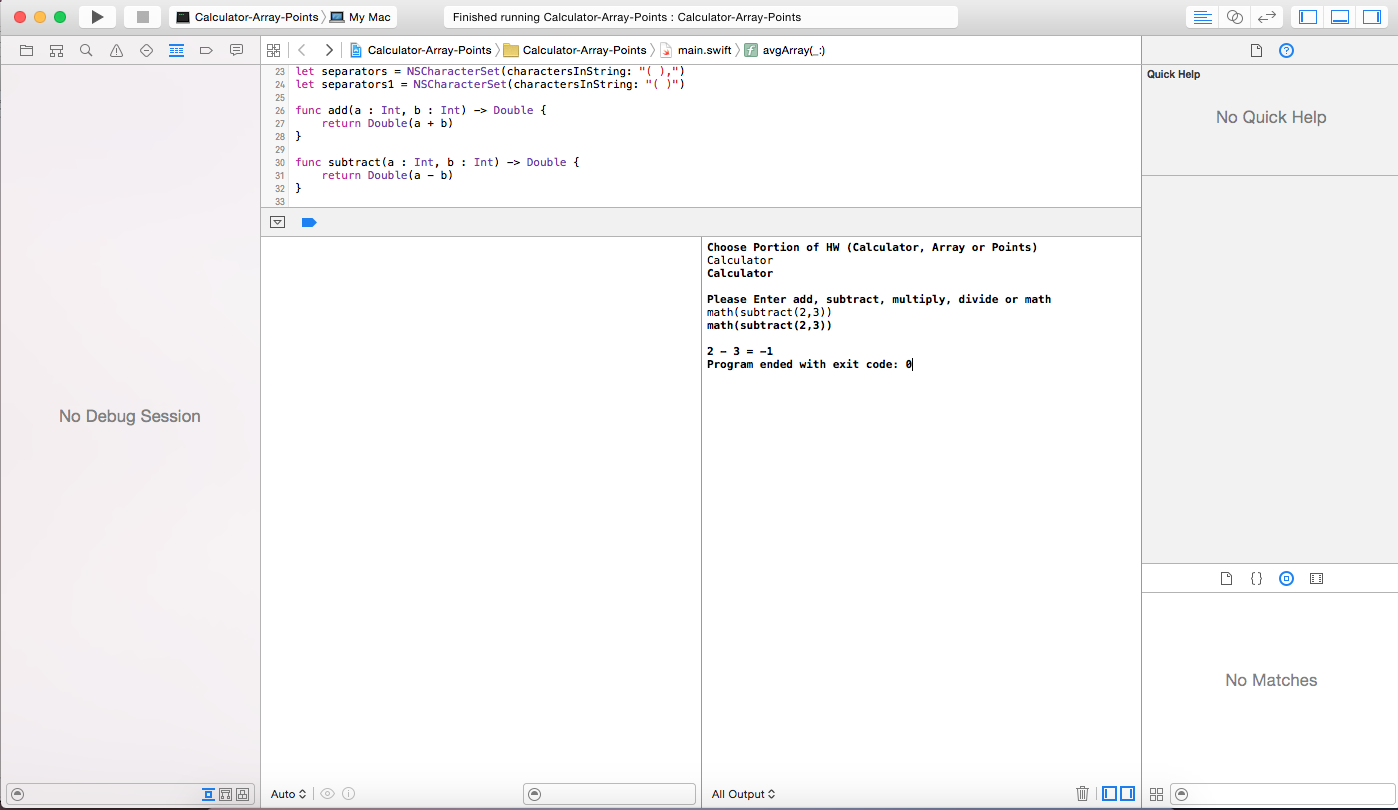 Calculator-Array-Points 〉 My Mac
Finished running Calculator-Array-Points : Calculator-Array-Points
Calculator-Array-Points 〉 Calculator-Array-Points 〉 main.swift 〉 f avgArray(_:)
23 let separators = NSCharacterSet(charactersInString: "( ),")
24 let separators1 = NSCharacterSet(charactersInString: "( )")
25
26 func add(a : Int, b : Int) -> Double {
27     return Double(a + b)
28 }
29
30 func subtract(a : Int, b : Int) -> Double {
31     return Double(a - b)
32 }
33
Choose Portion of HW (Calculator, Array or Points)
Calculator
Calculator
Please Enter add, subtract, multiply, divide or math
math(subtract(2,3))
math(subtract(2,3))
2 - 3 = -1
Program ended with exit code: 0
No Debug Session
Auto
All Output
Quick Help
No Quick Help
{}
No Matches